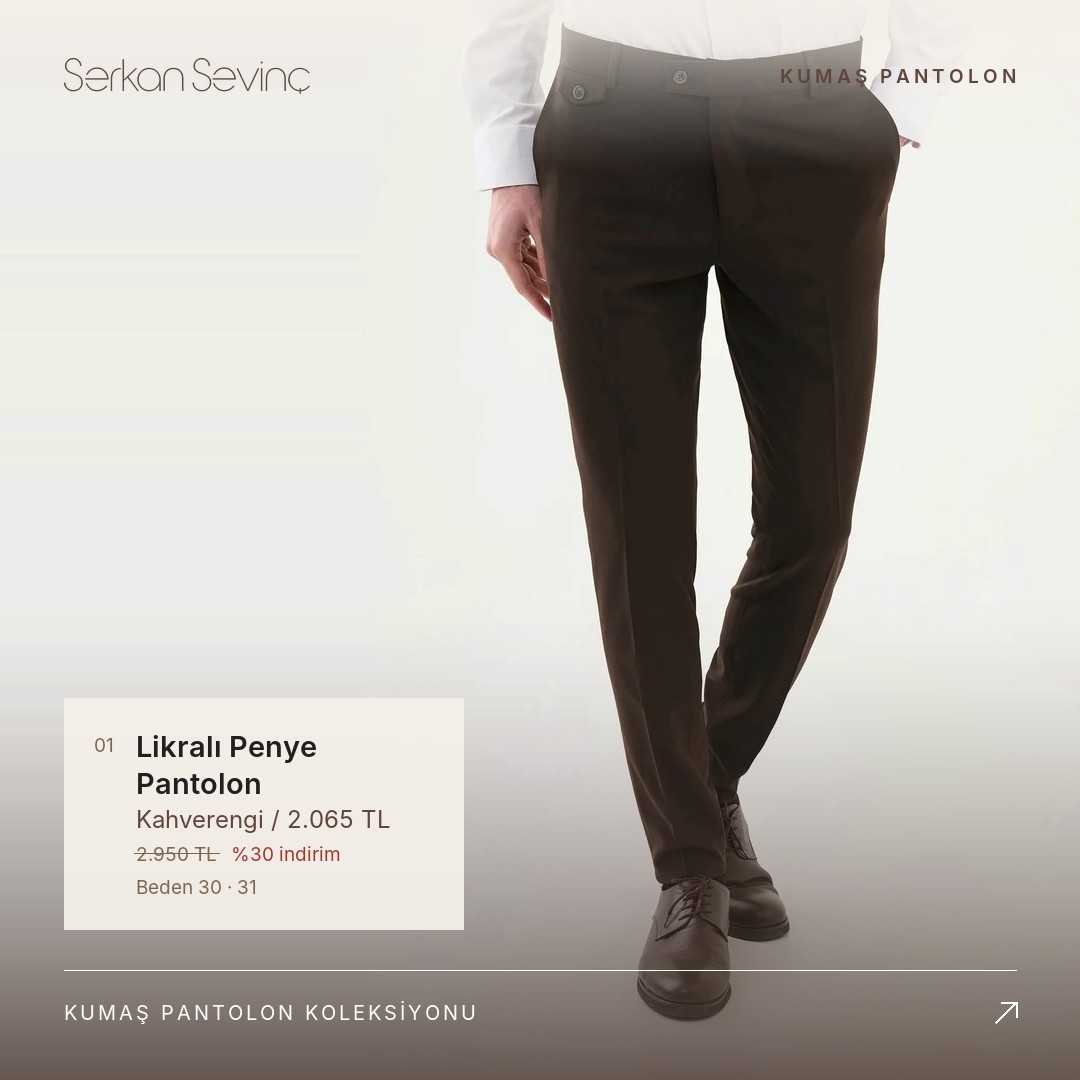 Serkan Sevinç
KUMAŞ PANTOLON
01
Likralı Penye
Pantolon
Kahverengi / 2.065 TL
2.950 TL %30 indirim
Beden 30 · 31
KUMAŞ PANTOLON KOLEKSİYONU